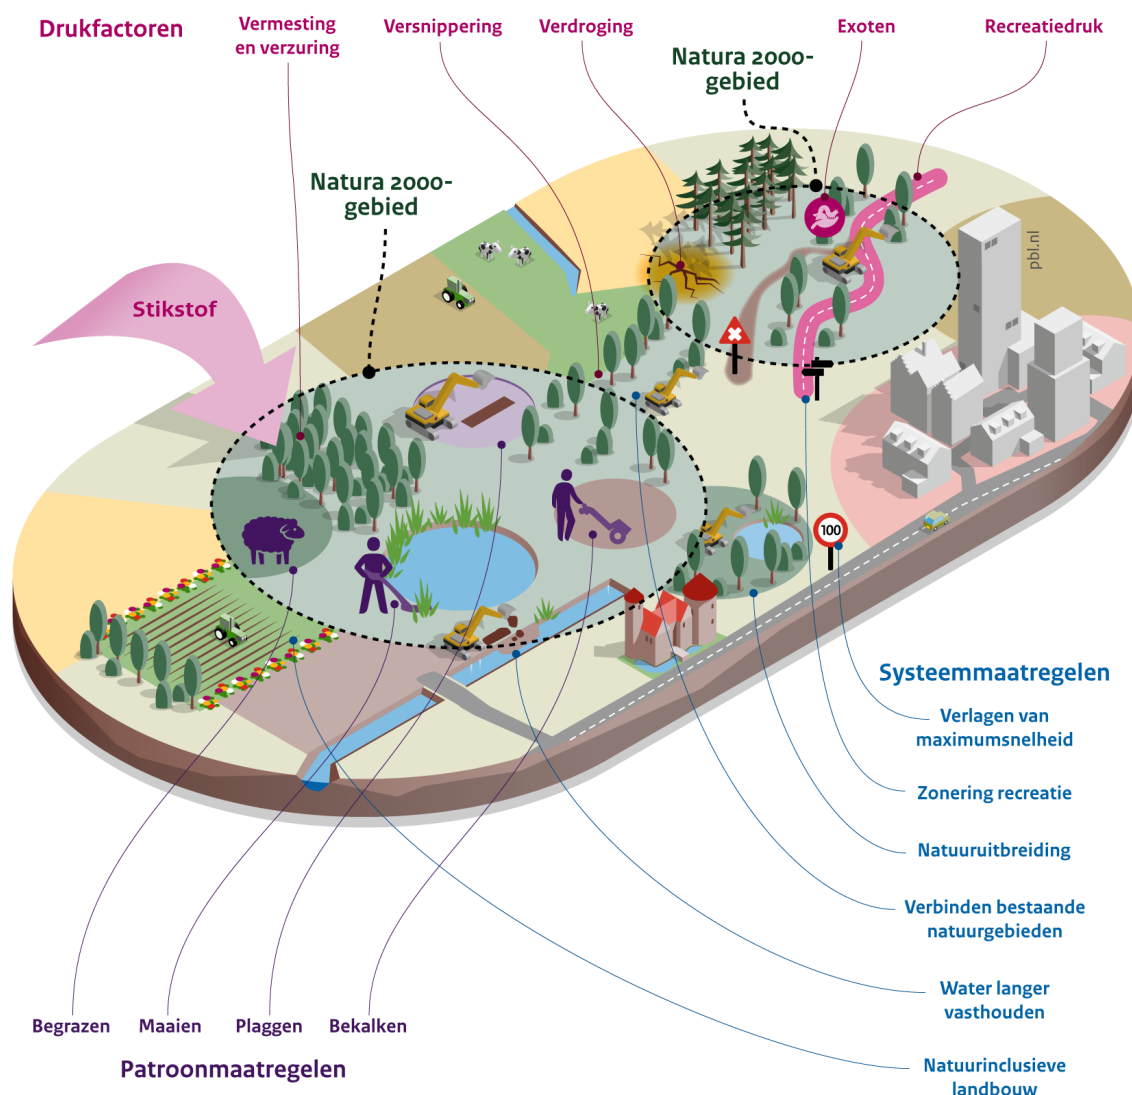 Drukfactoren
Vermesting
en verzuring
Versnippering
Verdroging
Exoten
Recreatiedruk
Natura 2000-
gebied
Natura 2000-
gebied
Stikstof
pbl.nl
100
Systeemmaatregelen
Verlagen van
maximumsnelheid
Zonering recreatie
Natuuruitbreiding
Verbinden bestaande
natuurgebieden
Water langer
vasthouden
Natuurinclusieve
landbouw
Begrazen
Maaien
Plaggen
Bekalken
Patroonmaatregelen